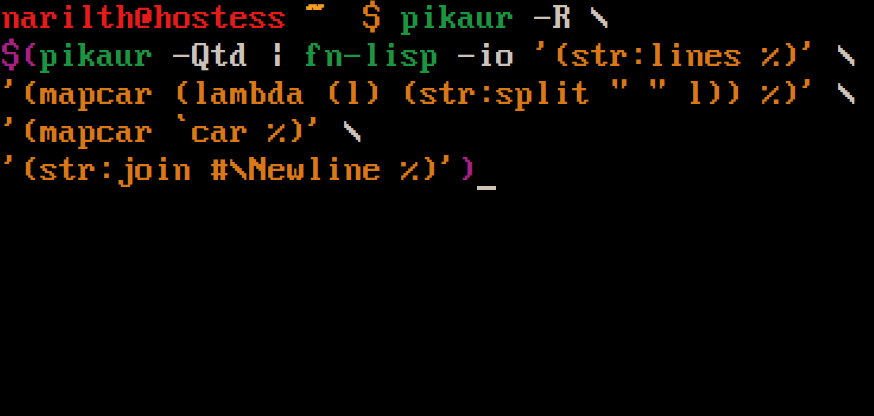 narilth@hostess ~ $ pikaur -R \
$(pikaur -Qtd | fn-lisp -io '(str:lines %)' \
'(mapcar (lambda (l) (str:split " " l)) %)' \
'(mapcar `car %)' \
'(str:join #\Newline %)')_